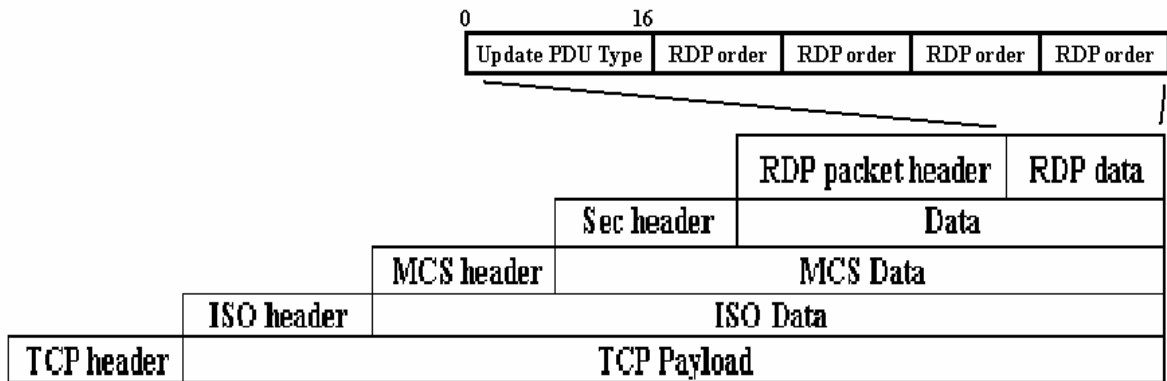 0 16
Update PDU Type RDP order RDP order RDP order RDP order
RDP packet header RDP data
Sec header Data
MCS header MCS Data
ISO header ISO Data
TCP header TCP Payload